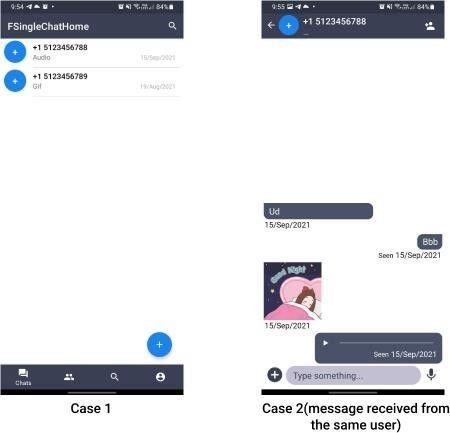 9:54
84%
FSingleChatHome
+
+1 5123456788
Audio
15/Sep/2021
+
+1 5123456789
Gif
19/Aug/2021
+
Chats
Case 1
9:55
84%
+
+1 5123456788
...
Ud
15/Sep/2021
Bbb
Seen 15/Sep/2021
Good Night
15/Sep/2021
Seen 15/Sep/2021
Type something...
Case 2(message received from
the same user)